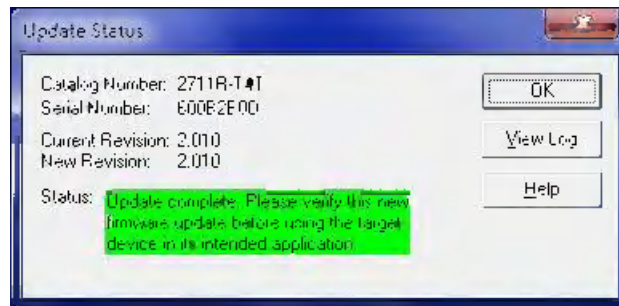 Update Status
Catalog Number:
Serial Number:
Current Revision: 2.010
New Revision: 2.010
Status: Update complete. Please verify this new
firmware update before using the target
device in its intended application.
OK
View Log
Help